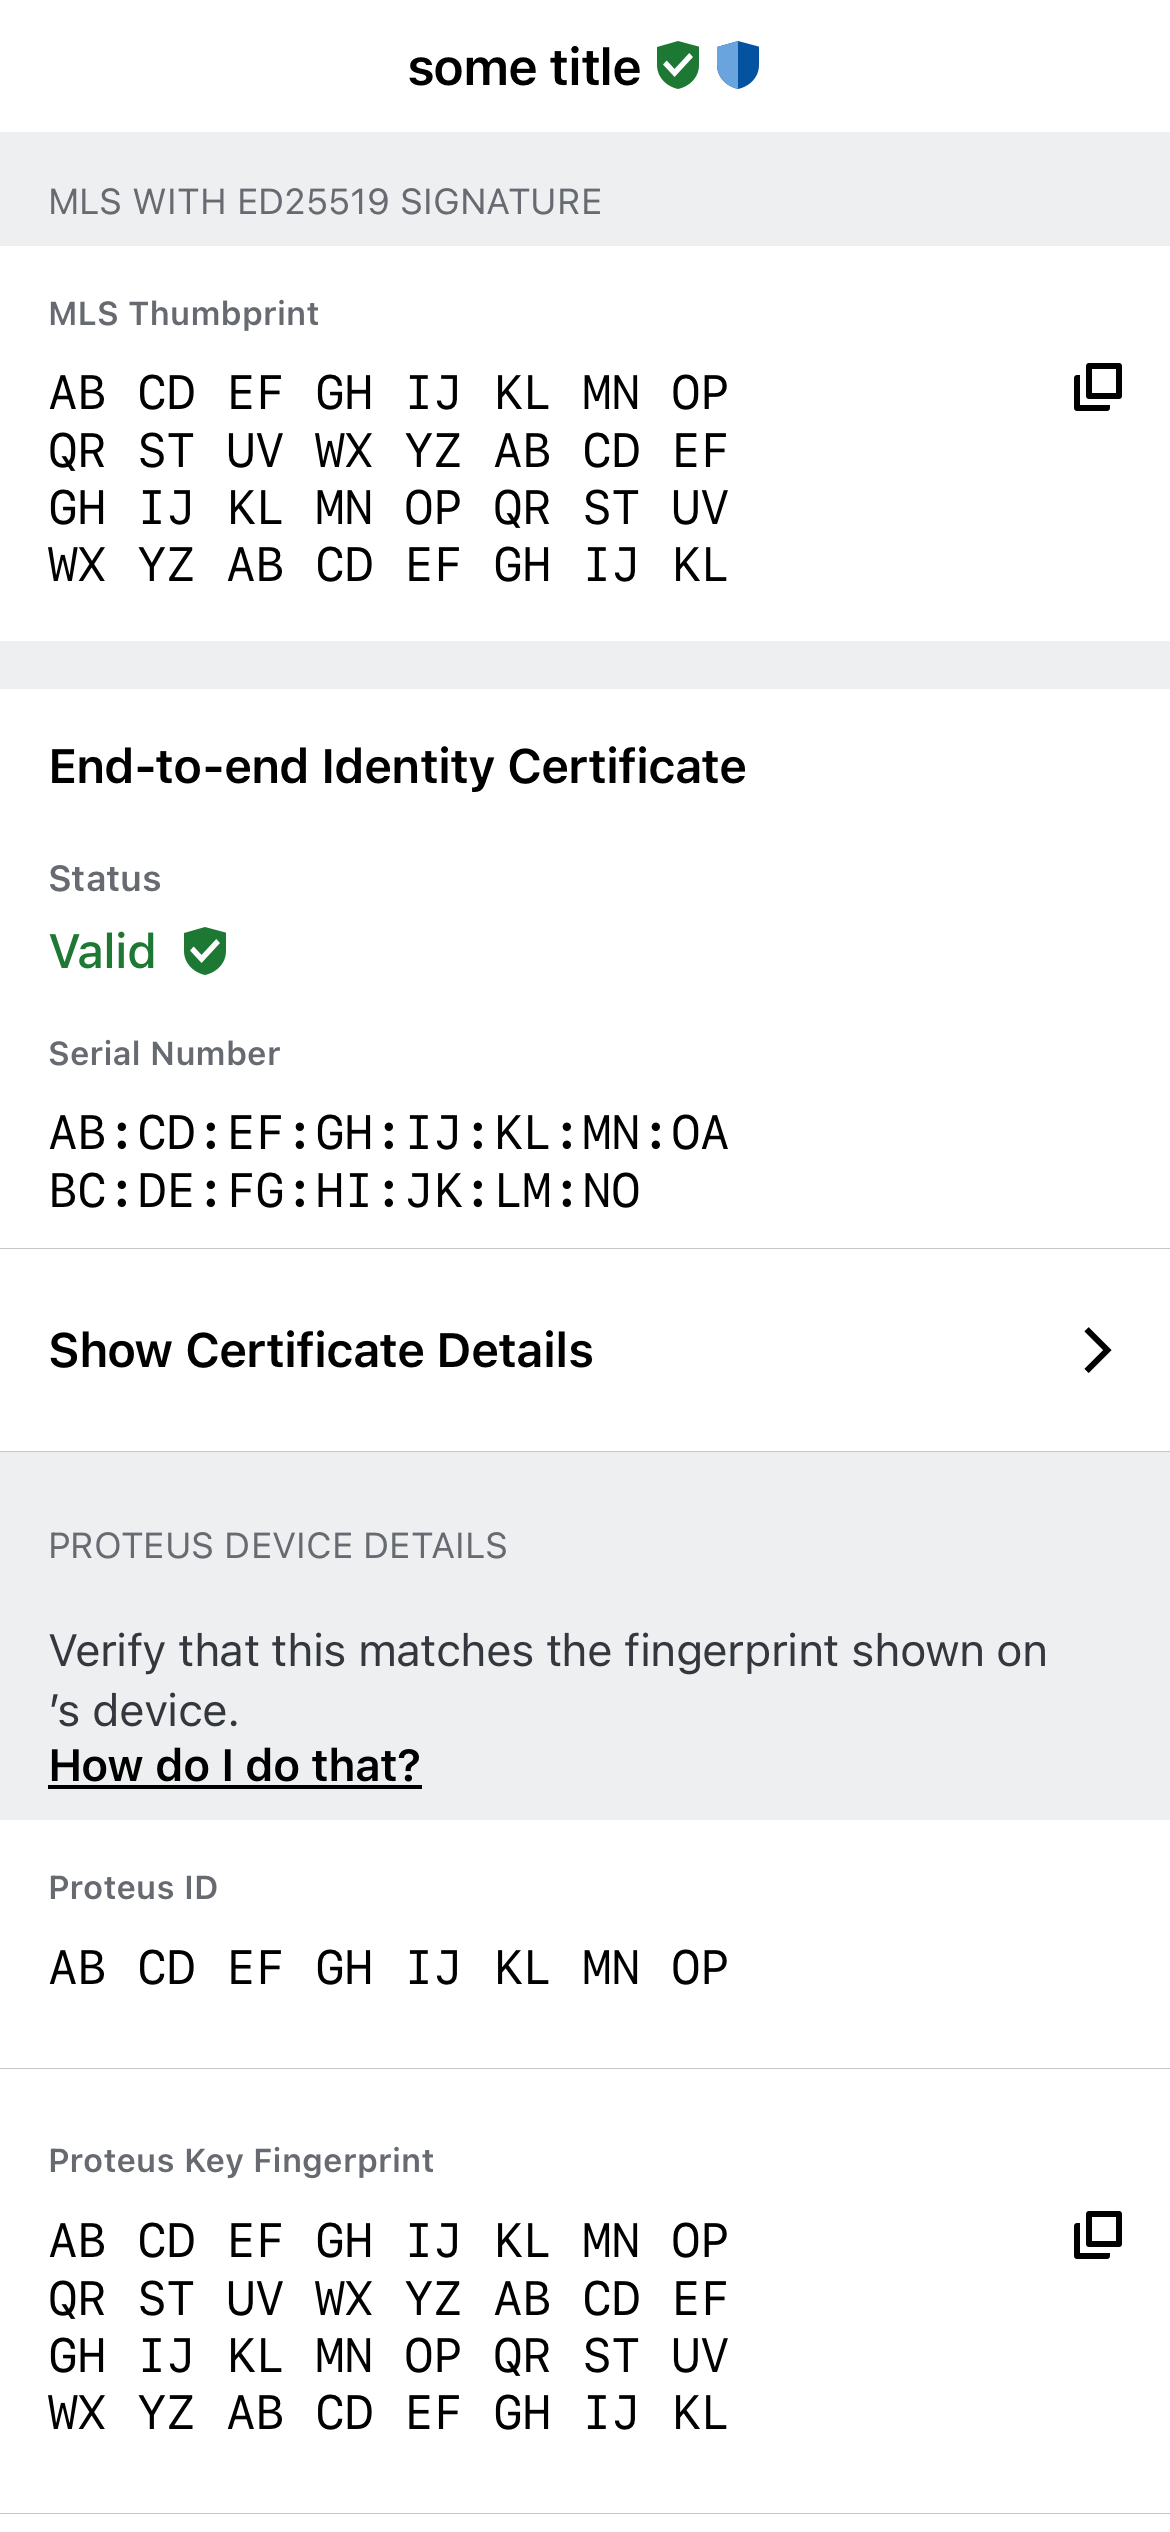 some title
MLS WITH ED25519 SIGNATURE
MLS Thumbprint
AB CD EF GH IJ KL MN OP
QR ST UV WX YZ AB CD EF
GH IJ KL MN OP QR ST UV
WX YZ AB CD EF GH IJ KL
End-to-end Identity Certificate
Status
Valid
Serial Number
AB:CD:EF:GH:IJ:KL:MN:OA
BC:DE:FG:HI:JK:LM:NO
Show Certificate Details
PROTEUS DEVICE DETAILS
Verify that this matches the fingerprint shown on
’s device.
How do I do that?
Proteus ID
AB CD EF GH IJ KL MN OP
Proteus Key Fingerprint
AB CD EF GH IJ KL MN OP
QR ST UV WX YZ AB CD EF
GH IJ KL MN OP QR ST UV
WX YZ AB CD EF GH IJ KL